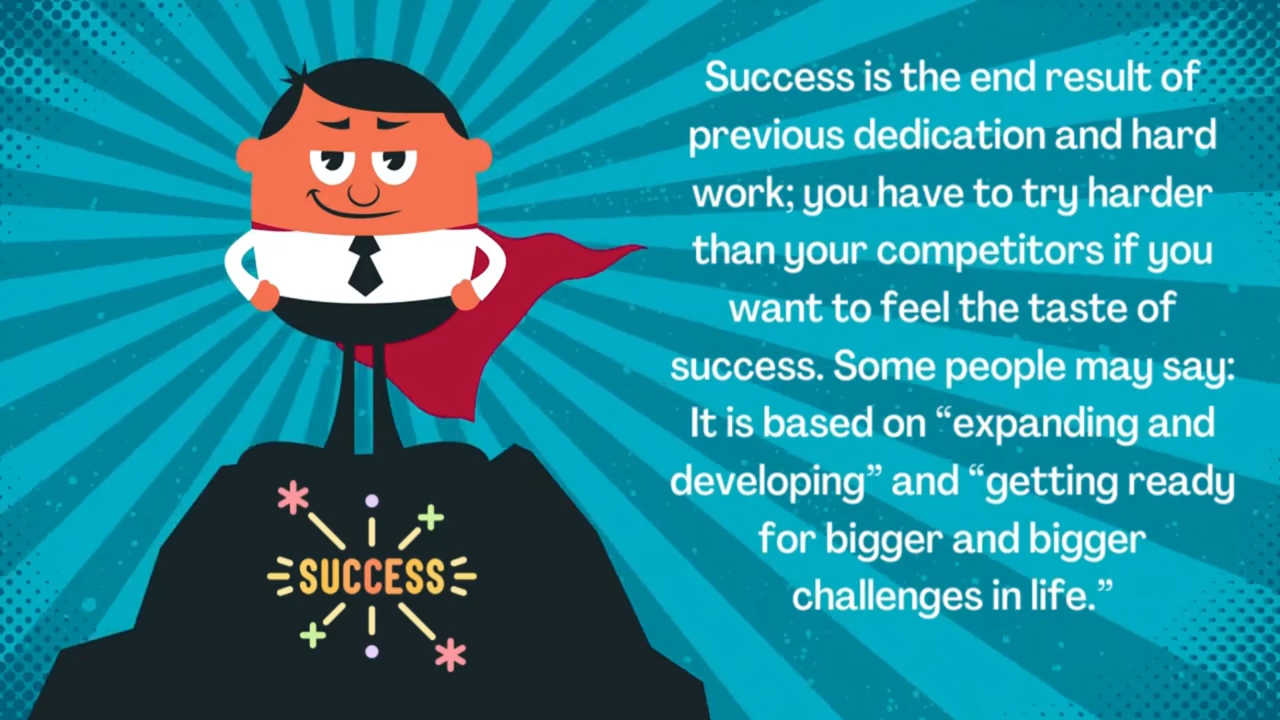 Success is the end result of
previous dedication and hard
work; you have to try harder
than your competitors if you
want to feel the taste of
success. Some people may say:
It is based on “expanding and
developing” and “getting ready
for bigger and bigger
challenges in life.”
SUCCESS